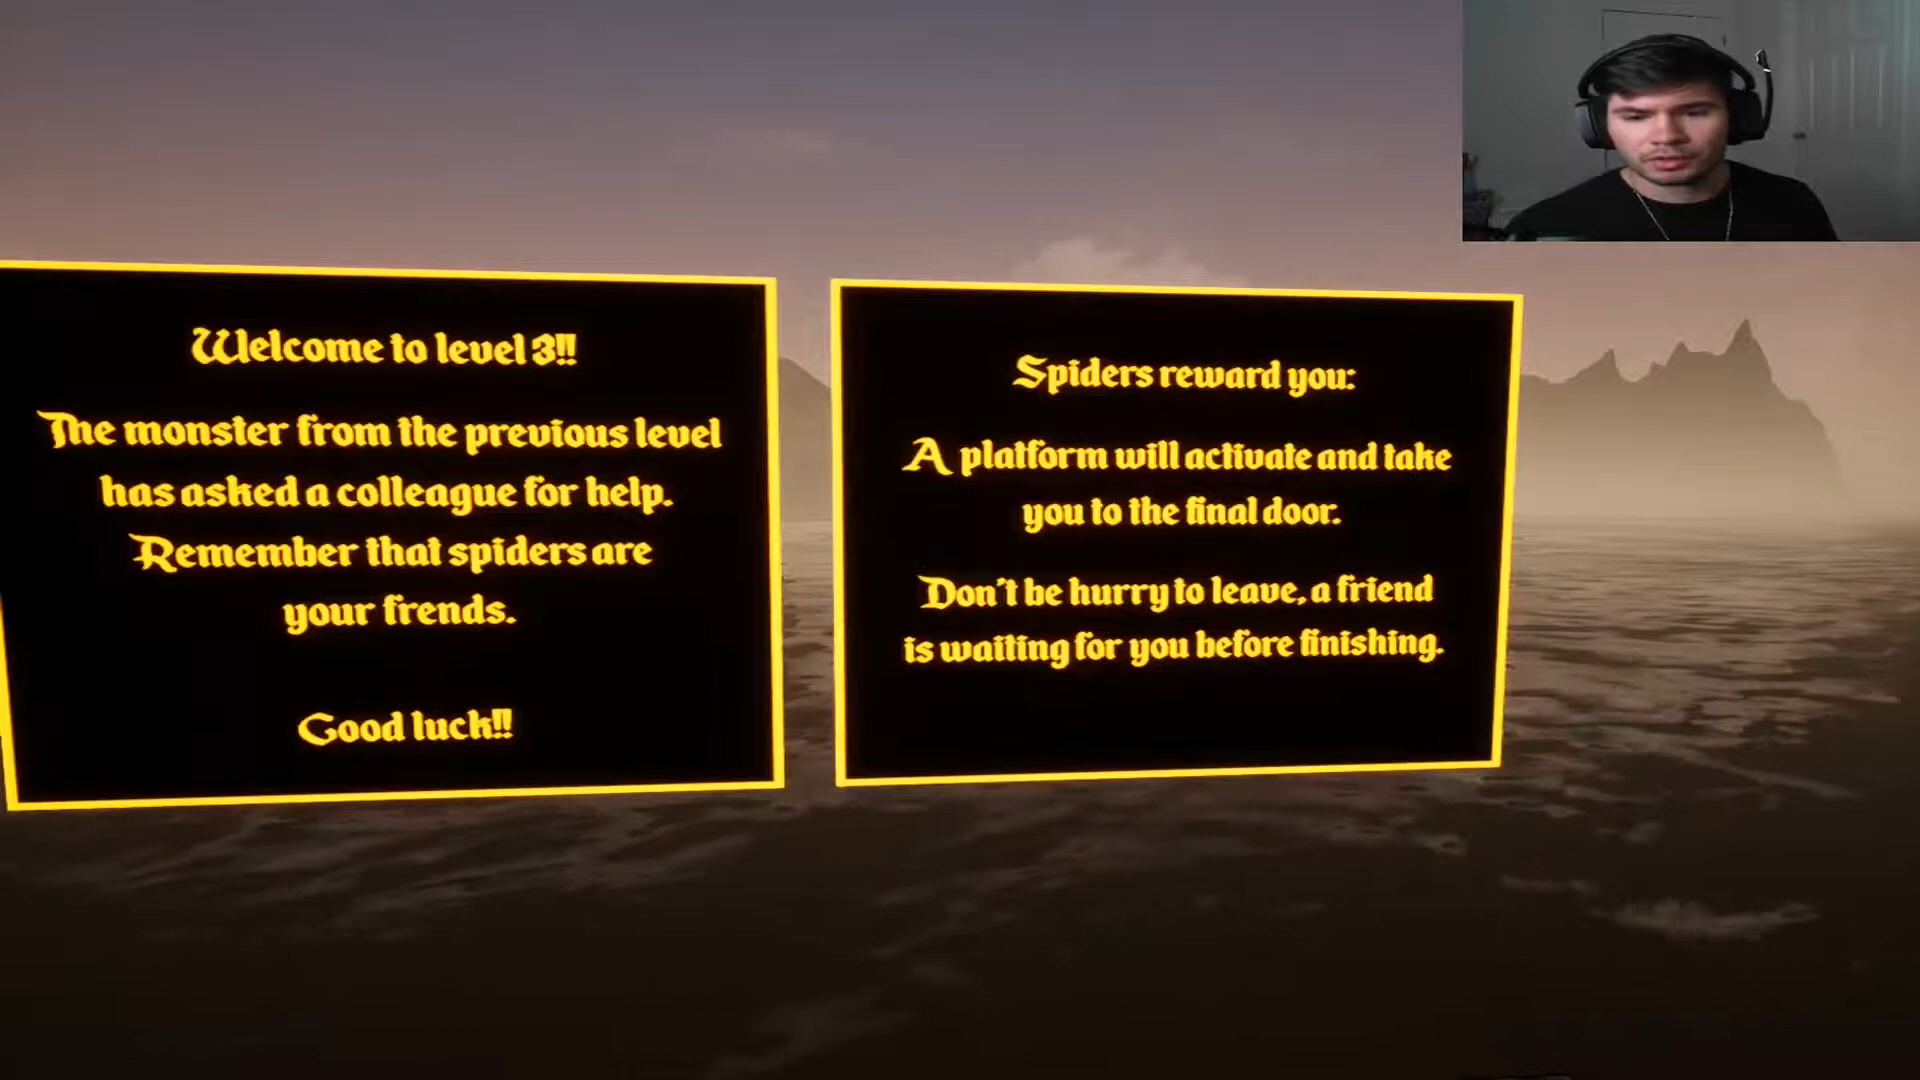 Welcome to level 3!!
The monster from the previous level
has asked a colleague for help.
Remember that spiders are
your frends.
Good luck!!
Spiders reward you:
A platform will activate and take
you to the final door.
Don't be hurry to leave, a friend
is waiting for you before finishing.